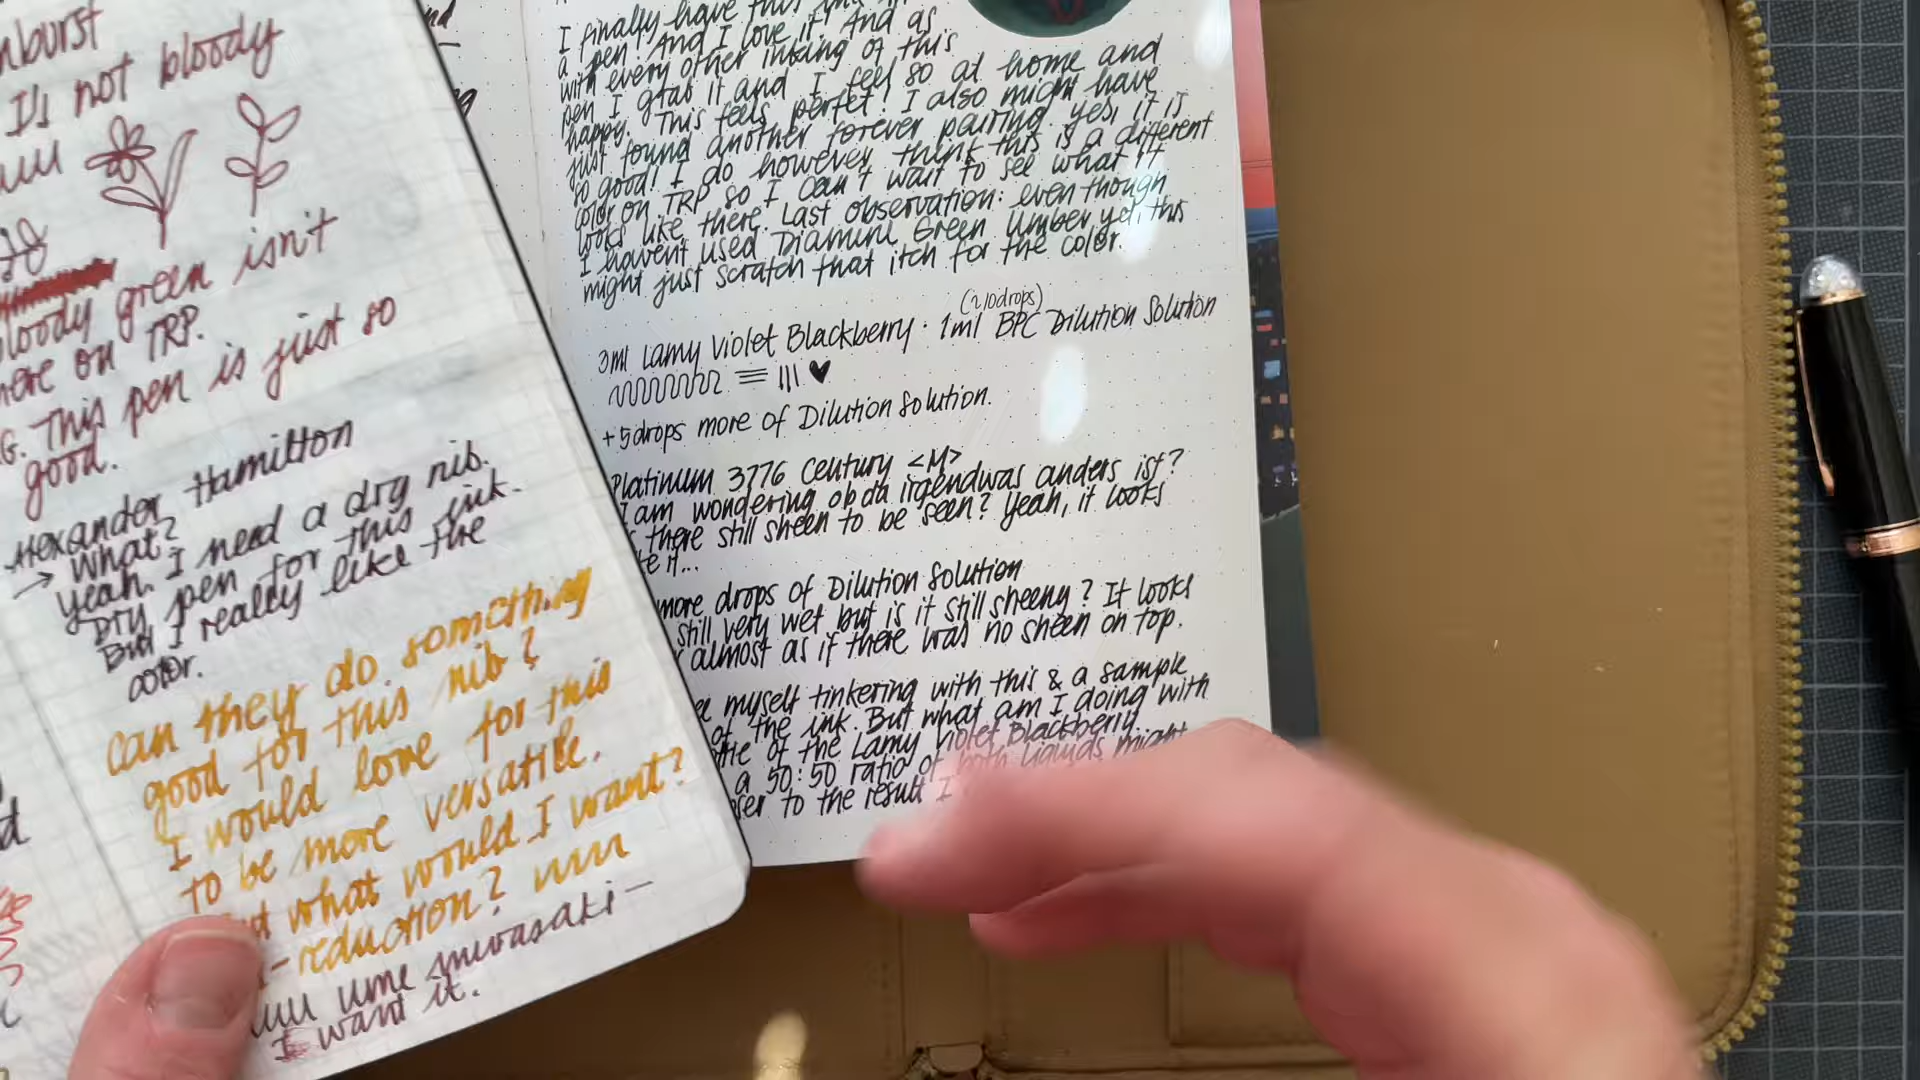 nburst
It's not bloody
bloody green isn't
here on TRP.
G. This pen is just so
good.
Alexander Hamilton
→ What?
Yeah. I need a dry nib.
Dry pen for this ink.
But I really like the
color.
Can they do something
good for this nib?
I would love for this
to be more versatile.
what would I want?
- reduction?
ume murasaki -
I want it.
I finally have this
a pen. And I love it! And as
with every other inking of this
pen I grab it and I feel so at home and
happy. This feels perfet! I also might have
just found another forever pairing. yes, it is
so good! I do however think this is a different
color on TRP so I can't wait to see what it
looks like there. Last observation: even though
I havent used Diamine Green Umber yet, this
might just scratch that itch for the color.
(~10drops)
3ml Lamy Violet Blackberry · 1ml BPC Dilution Solution
+5drops more of Dilution Solution.
Platinum 3776 Century <M>
I am wondering ob da irgendwas anders ist?
there still sheen to be seen? Yeah, it looks
e it...
more drops of Dilution Solution
still very wet but is it still sheeny? It looks
almost as if there was no sheen on top.
myself tinkering with this & a sample
of the ink. But what am I doing with
of the Lamy Violet Blackberry
a 50:50 ratio of both liquids might
ser to the result I